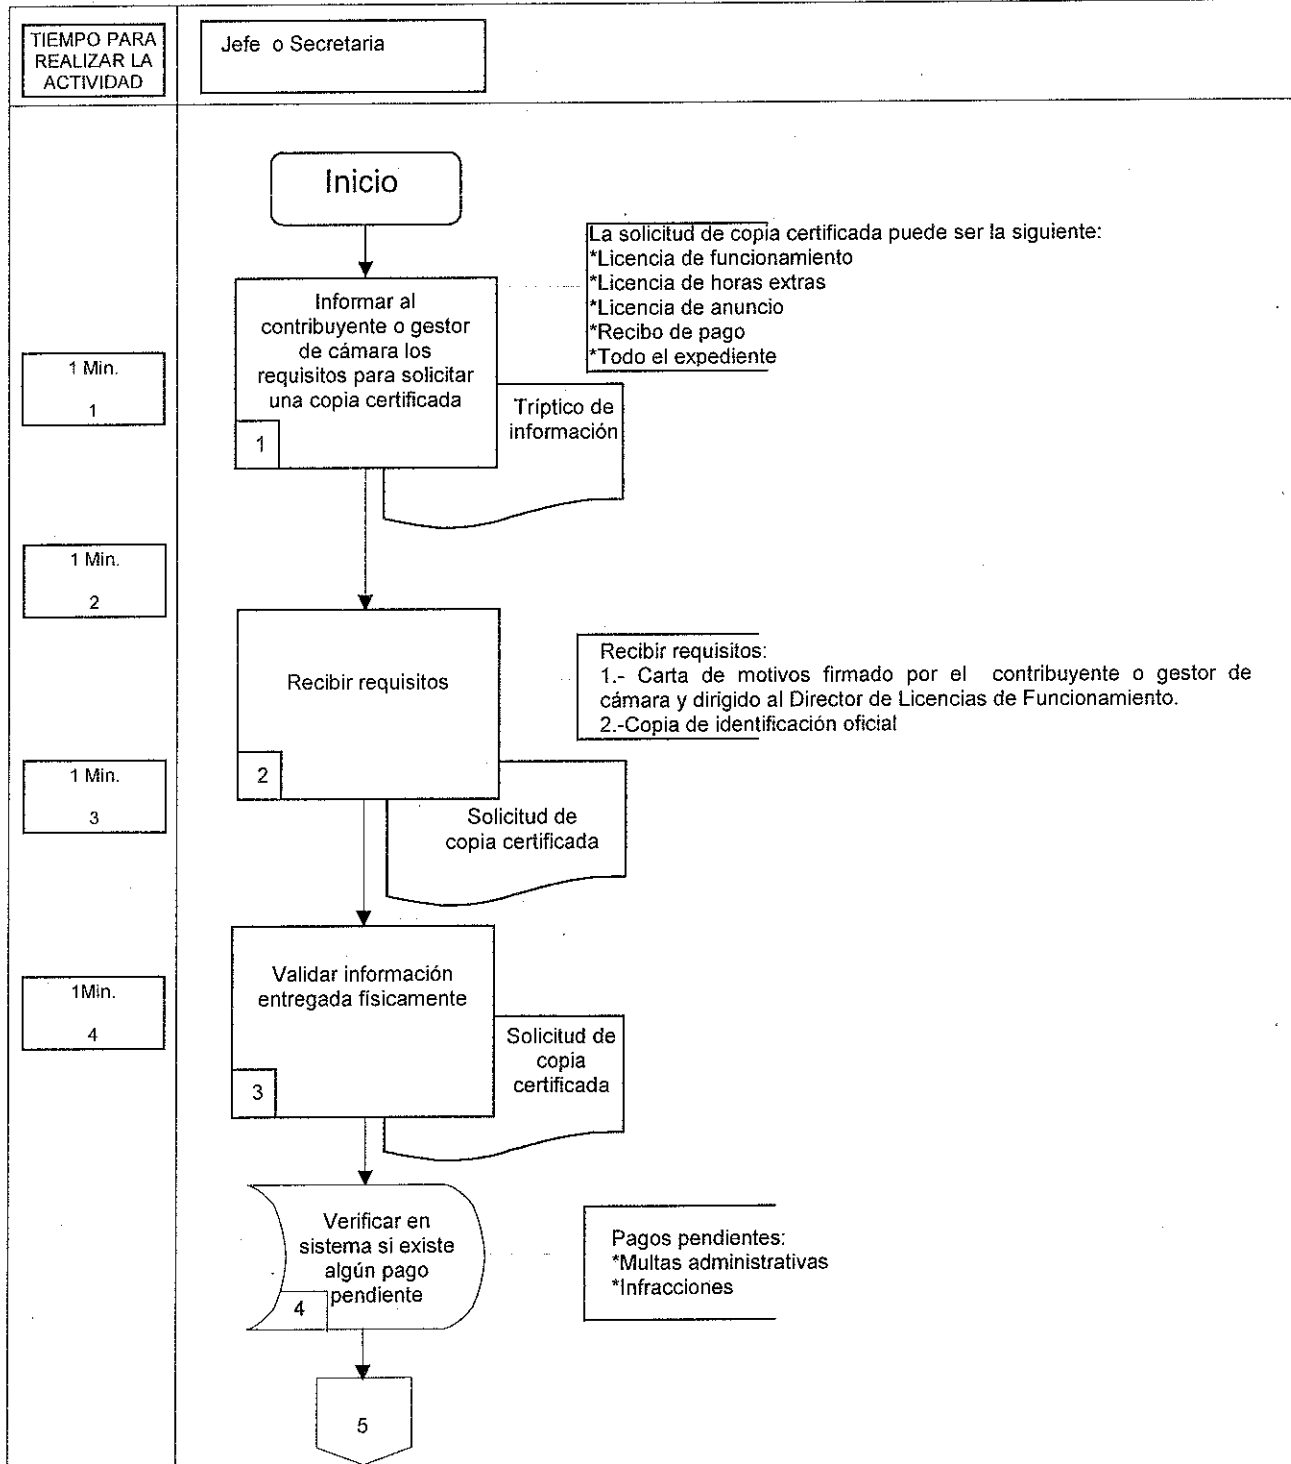 TIEMPO PARA
REALIZAR LA
ACTIVIDAD
Jefe o Secretaria
Inicio
La solicitud de copia certificada puede ser la siguiente:
*Licencia de funcionamiento
*Licencia de horas extras
*Licencia de anuncio
*Recibo de pago
*Todo el expediente
Informar al
contribuyente o gestor
de cámara los
requisitos para solicitar
una copia certificada
1
1 Min.
1
Tríptico de
información
1 Min.
2
Recibir requisitos
2
Recibir requisitos:
1.- Carta de motivos firmado por el contribuyente o gestor de
cámara y dirigido al Director de Licencias de Funcionamiento.
2.-Copia de identificación oficial
1 Min.
3
Solicitud de
copia certificada
Validar información
entregada físicamente
3
1Min.
4
Solicitud de
copia
certificada
Verificar en
sistema si existe
algún pago
pendiente
4
Pagos pendientes:
*Multas administrativas
*Infracciones
5